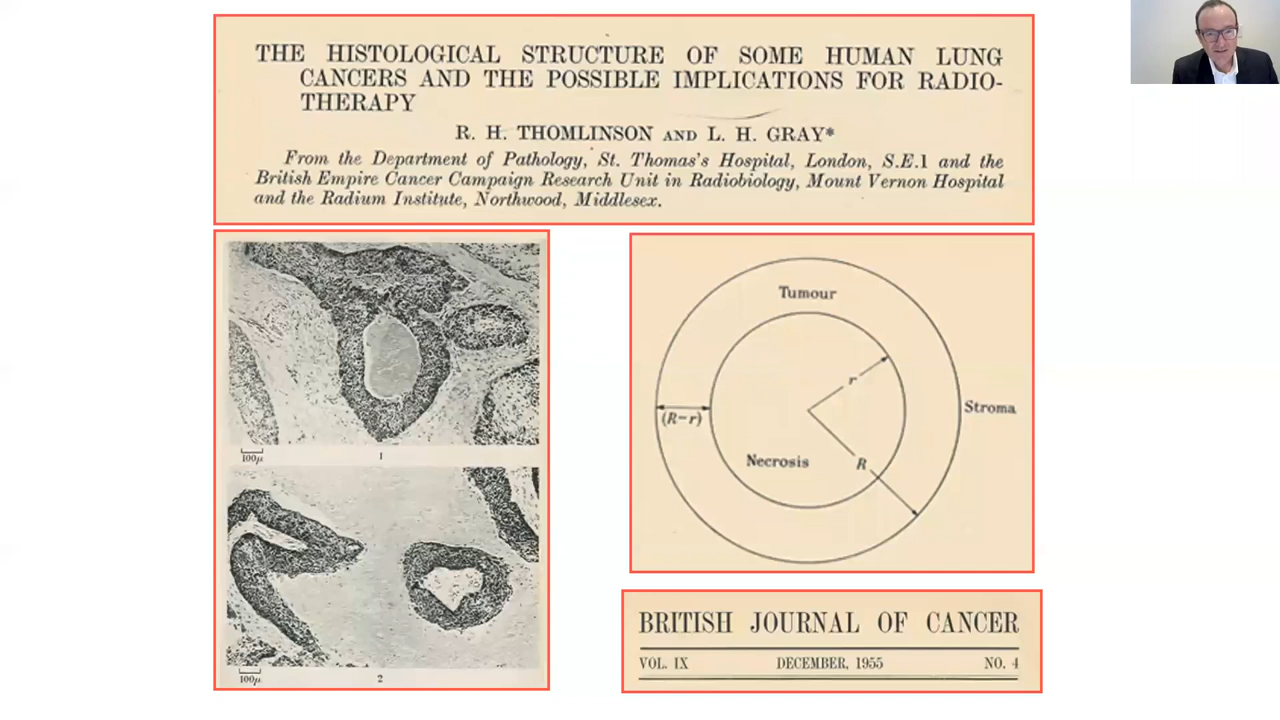 THE HISTOLOGICAL STRUCTURE OF SOME HUMAN LUNG
CANCERS AND THE POSSIBLE IMPLICATIONS FOR RADIO-
THERAPY
R. H. THOMLINSON AND L. H. GRAY*
From the Department of Pathology, St. Thomas's Hospital, London, S.E.1 and the
British Empire Cancer Campaign Research Unit in Radiobiology, Mount Vernon Hospital
and the Radium Institute, Northwood, Middlesex.
100μ
1
100μ
2
Tumour
r
(R-r)
Stroma
Necrosis
R
BRITISH JOURNAL OF CANCER
VOL. IX DECEMBER, 1955 NO. 4